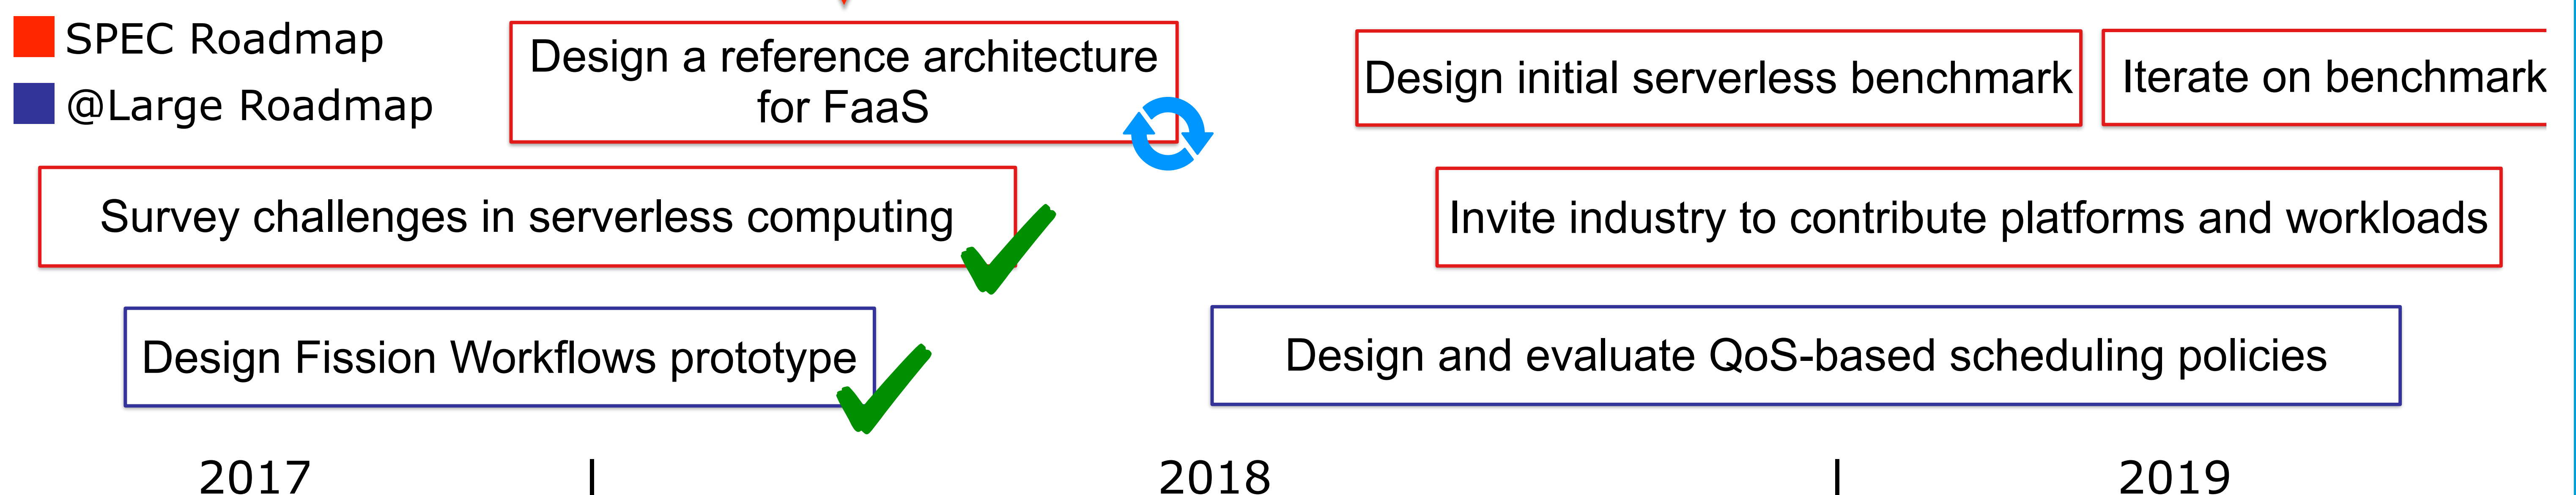 SPEC Roadmap
@Large Roadmap
Design a reference architecture
for FaaS
Design initial serverless benchmark
Iterate on benchmark
Survey challenges in serverless computing
Invite industry to contribute platforms and workloads
Design Fission Workflows prototype
Design and evaluate QoS-based scheduling policies
2017 | 2018 | 2019